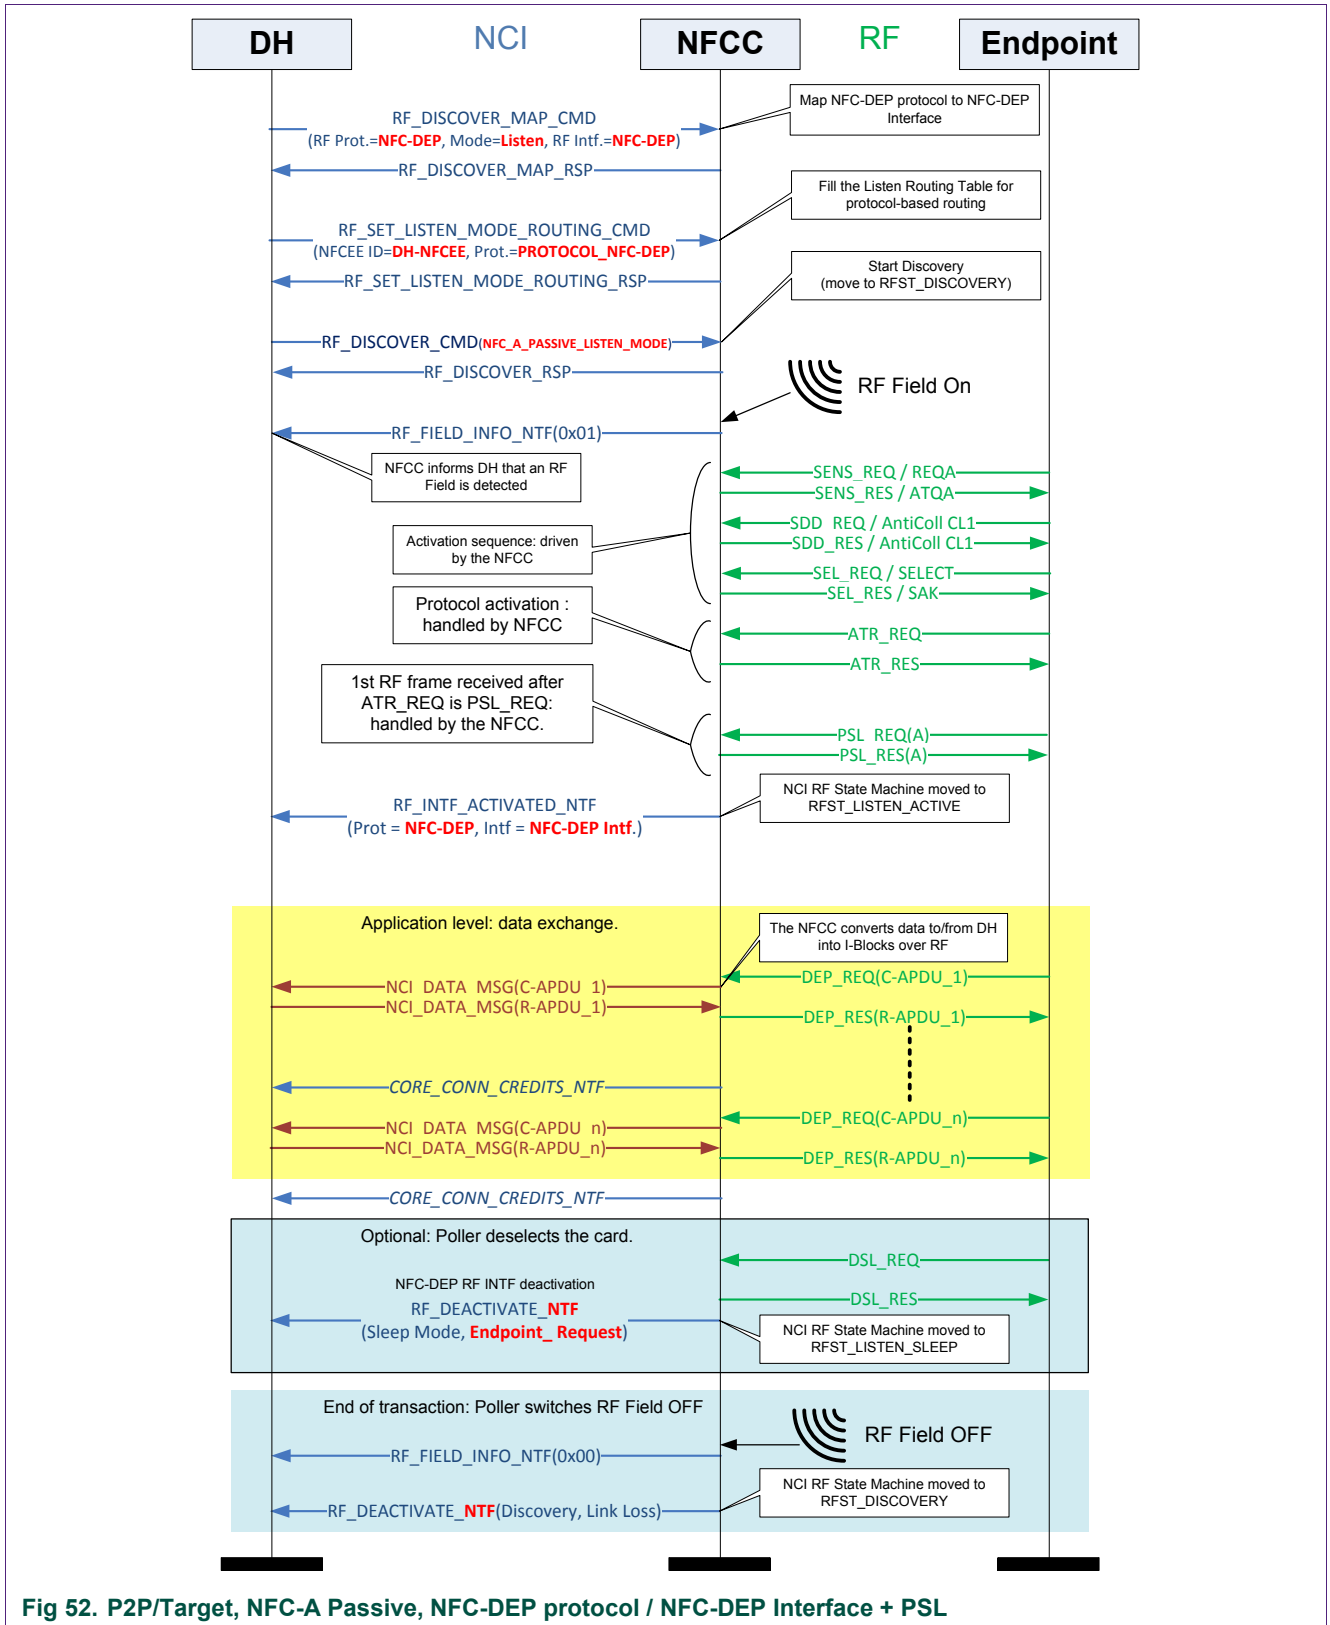 DH
NCI
NFCC
RF
Endpoint
Map NFC-DEP protocol to NFC-DEP
Interface
RF_DISCOVER_MAP_CMD
(RF Prot.=NFC-DEP, Mode=Listen, RF Intf.=NFC-DEP)
RF_DISCOVER_MAP_RSP
Fill the Listen Routing Table for
protocol-based routing
RF_SET_LISTEN_MODE_ROUTING_CMD
(NFCEE ID=DH-NFCEE, Prot.=PROTOCOL_NFC-DEP)
RF_SET_LISTEN_MODE_ROUTING_RSP
Start Discovery
(move to RFST_DISCOVERY)
RF_DISCOVER_CMD(NFC_A_PASSIVE_LISTEN_MODE)
RF_DISCOVER_RSP
RF Field On
RF_FIELD_INFO_NTF(0x01)
NFCC informs DH that an RF
Field is detected
SENS_REQ / REQA
SENS_RES / ATQA
SDD_REQ / AntiColl CL1
SDD_RES / AntiColl CL1
Activation sequence: driven
by the NFCC
SEL_REQ / SELECT
SEL_RES / SAK
Protocol activation :
handled by NFCC
ATR_REQ
ATR_RES
1st RF frame received after
ATR_REQ is PSL_REQ:
handled by the NFCC.
PSL_REQ(A)
PSL_RES(A)
NCI RF State Machine moved to
RFST_LISTEN_ACTIVE
RF_INTF_ACTIVATED_NTF
(Prot = NFC-DEP, Intf = NFC-DEP Intf.)
Application level: data exchange.
The NFCC converts data to/from DH
into I-Blocks over RF
DEP_REQ(C-APDU_1)
NCI_DATA_MSG(C-APDU_1)
NCI_DATA_MSG(R-APDU_1)
DEP_RES(R-APDU_1)
CORE_CONN_CREDITS_NTF
DEP_REQ(C-APDU_n)
NCI_DATA_MSG(C-APDU_n)
NCI_DATA_MSG(R-APDU_n)
DEP_RES(R-APDU_n)
CORE_CONN_CREDITS_NTF
Optional: Poller deselects the card.
DSL_REQ
NFC-DEP RF INTF deactivation
DSL_RES
RF_DEACTIVATE_NTF
(Sleep Mode, Endpoint_ Request)
NCI RF State Machine moved to
RFST_LISTEN_SLEEP
End of transaction: Poller switches RF Field OFF
RF Field OFF
RF_FIELD_INFO_NTF(0x00)
NCI RF State Machine moved to
RFST_DISCOVERY
RF_DEACTIVATE_NTF(Discovery, Link Loss)
Fig 52. P2P/Target, NFC-A Passive, NFC-DEP protocol / NFC-DEP Interface + PSL